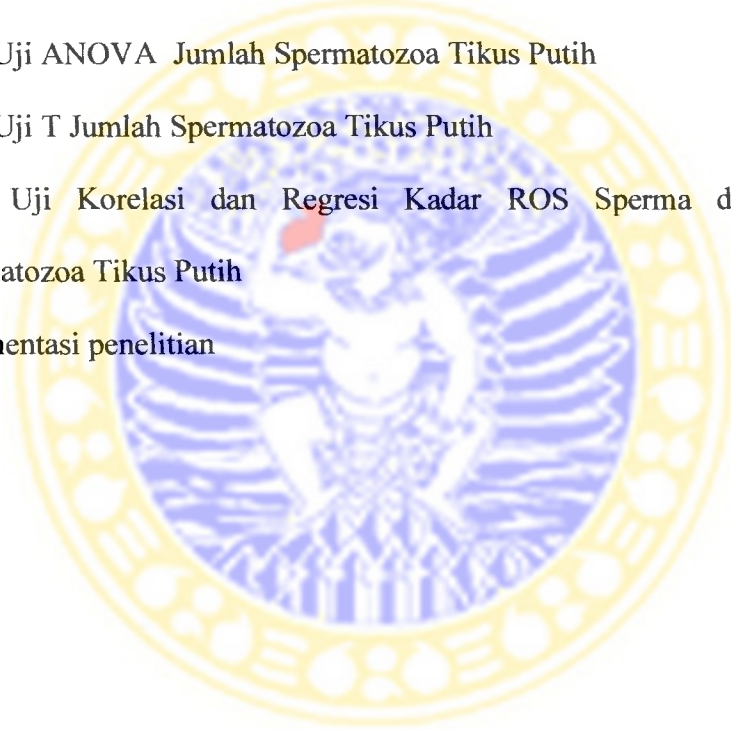 Uji ANOVA Jumlah Spermatozoa Tikus Putih
Uji T Jumlah Spermatozoa Tikus Putih
Uji Korelasi dan Regresi Kadar ROS Sperma d
atozoa Tikus Putih
entasi penelitian